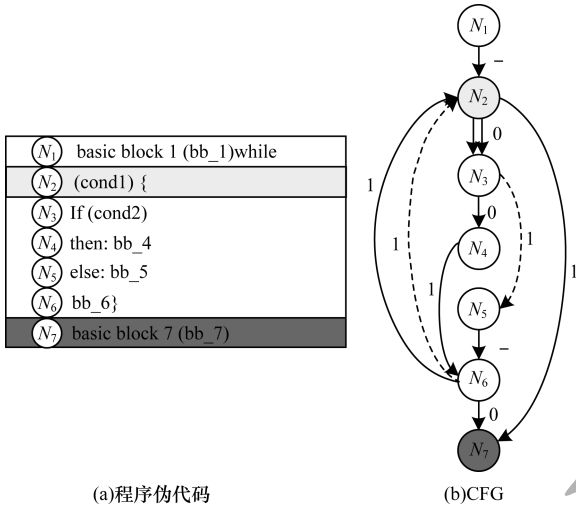 N1 basic block 1 (bb_1)while
N2 (cond1) {
N3 If (cond2)
N4 then: bb_4
N5 else: bb_5
N6 bb_6}
N7 basic block 7 (bb_7)
(a)程序伪代码
N1
–
N2
0
N3
0
1
N4
1
1
1
1
N5
–
N6
0
N7
(b)CFG